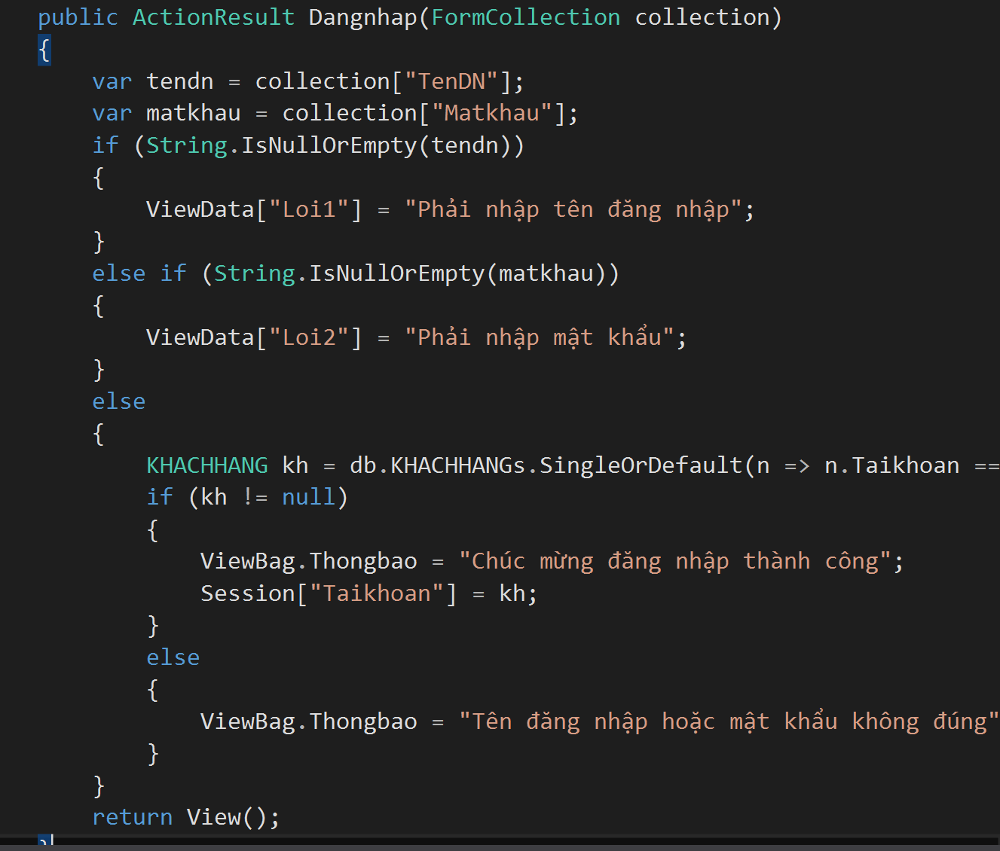 public ActionResult Dangnhap(FormCollection collection)
{
var tendn = collection["TenDN"];
var matkhau = collection["Matkhau"];
if (String.IsNullOrEmpty(tendn))
{
ViewData["Loi1"] = "Phải nhập tên đăng nhập";
}
else if (String.IsNullOrEmpty(matkhau))
{
ViewData["Loi2"] = "Phải nhập mật khẩu";
}
else
{
KHACHHANG kh = db.KHACHHANGs.SingleOrDefault(n => n.Taikhoan ==
if (kh != null)
{
ViewBag.Thongbao = "Chúc mừng đăng nhập thành công";
Session["Taikhoan"] = kh;
}
else
{
ViewBag.Thongbao = "Tên đăng nhập hoặc mật khẩu không đúng"
}
}
return View();
}